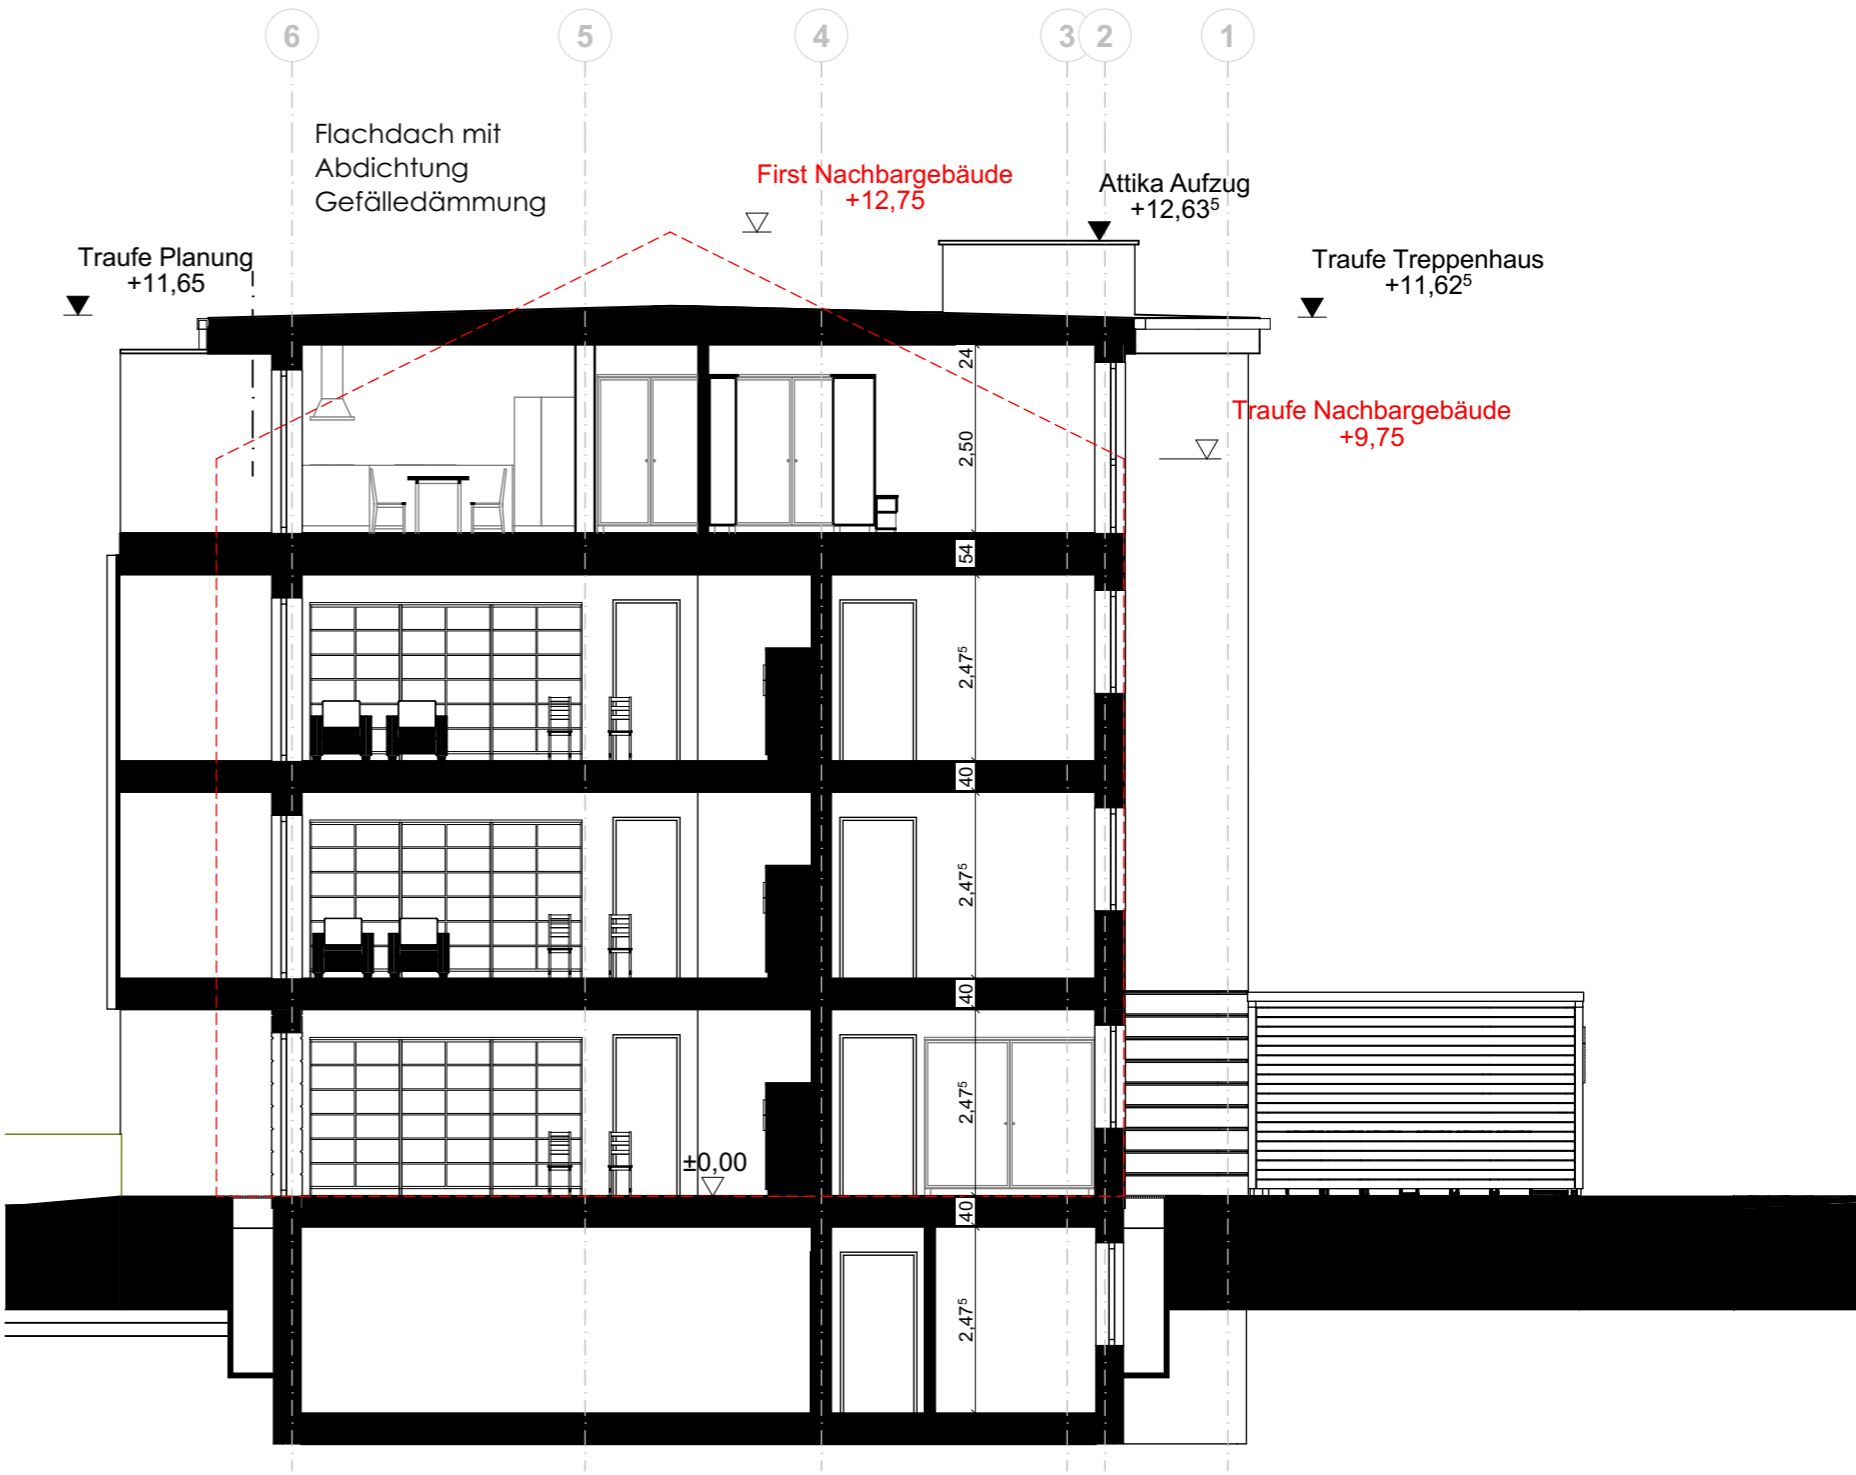 6
5
4
3
2
1
Flachdach mit
Abdichtung
Gefälledämmung
First Nachbargebäude
+12,75
Attika Aufzug
+12,63⁵
Traufe Planung
+11,65
Traufe Treppenhaus
+11,62⁵
24
Traufe Nachbargebäude
+9,75
2,50
54
2,47⁵
40
2,47⁵
40
2,47⁵
±0,00
40
2,47⁵